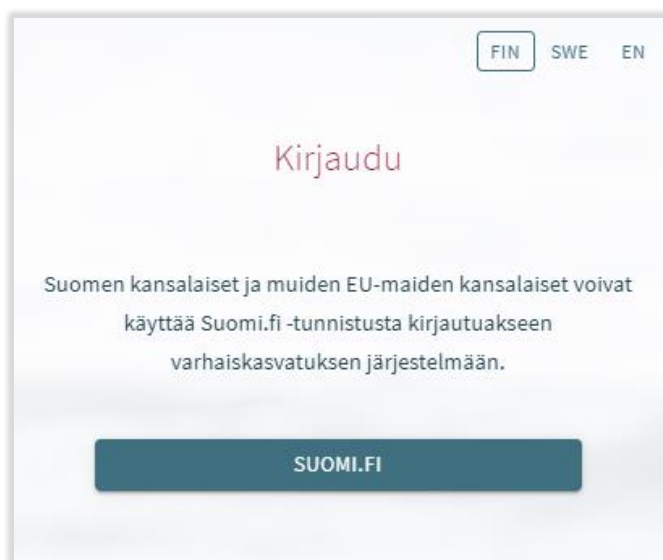 FIN SWE EN
Kirjaudu
Suomen kansalaiset ja muiden EU-maiden kansalaiset voivat
käyttää Suomi.fi -tunnistusta kirjautuakseen
varhaiskasvatuksen järjestelmään.
SUOMI.FI